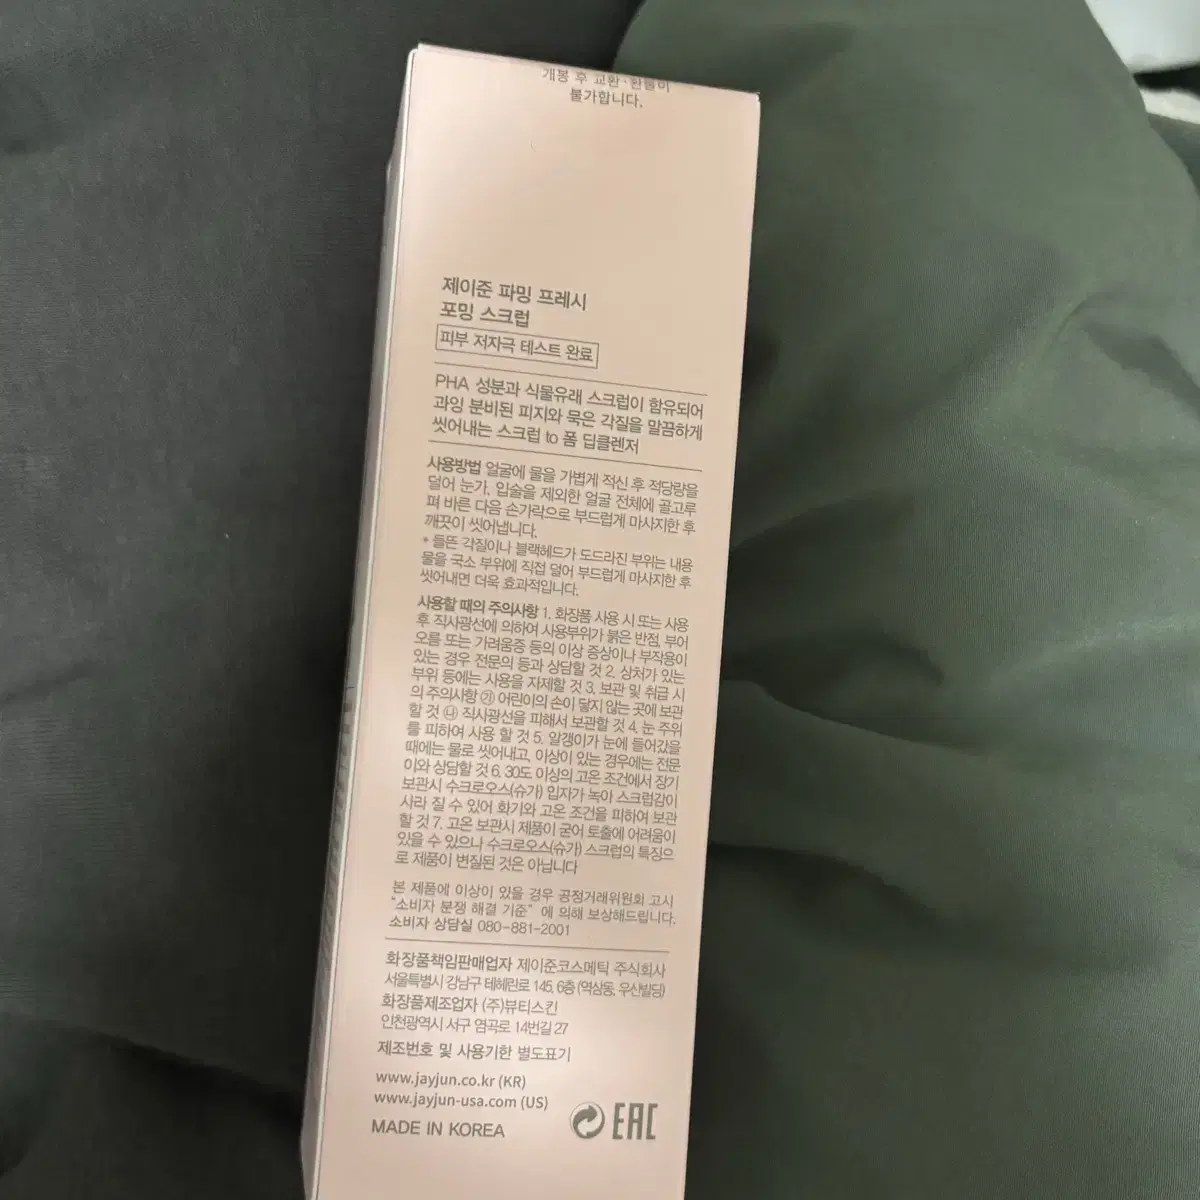 개봉 후 교환·환불이
불가합니다.
제이준 파밍 프레시
포밍 스크럽
피부 저자극 테스트 완료
PHA 성분과 식물유래 스크럽이 함유되어
과잉 분비된 피지와 묵은 각질을 말끔하게
씻어내는 스크럽 to 폼 딥클렌저
사용방법 얼굴에 물을 가볍게 적신 후 적당량을
덜어 눈가, 입술을 제외한 얼굴 전체에 골고루
펴 바른 다음 손가락으로 부드럽게 마사지한 후
깨끗이 씻어냅니다.
* 들뜬 각질이나 블랙헤드가 도드라진 부위는 내용
물을 국소 부위에 직접 덜어 부드럽게 마사지한 후
씻어내면 더욱 효과적입니다.
사용할 때의 주의사항 1. 화장품 사용 시 또는 사용
후 직사광선에 의하여 사용부위가 붉은 반점, 부어
오름 또는 가려움증 등의 이상 증상이나 부작용이
있는 경우 전문의 등과 상담할 것 2. 상처가 있는
부위 등에는 사용을 자제할 것 3. 보관 및 취급 시
의 주의사항 ㉮ 어린이의 손이 닿지 않는 곳에 보관
할 것 ㉯ 직사광선을 피해서 보관할 것 4. 눈 주위
를 피하여 사용 할 것 5. 알갱이가 눈에 들어갔을
때에는 물로 씻어내고, 이상이 있는 경우에는 전문
의와 상담할 것 6. 30도 이상의 고온 조건에서 장기
보관시 수크로오스(슈가) 입자가 녹아 스크럽감이
사라 질 수 있어 화기와 고온 조건을 피하여 보관
할 것 7. 고온 보관시 제품이 굳어 토출에 어려움이
있을 수 있으나 수크로오스(슈가) 스크럽의 특징으
로 제품이 변질된 것은 아닙니다
본 제품에 이상이 있을 경우 공정거래위원회 고시
"소비자 분쟁 해결 기준" 에 의해 보상해드립니다.
소비자 상담실 080-881-2001
화장품책임판매업자 제이준코스메틱 주식회사
서울특별시 강남구 테헤란로 145, 6층 (역삼동, 우신빌딩)
화장품제조업자 (주)뷰티스킨
인천광역시 서구 염곡로 14번길 27
제조번호 및 사용기한 별도표기
www.jayjun.co.kr (KR)
www.jayjun-usa.com (US)
MADE IN KOREA
EAC